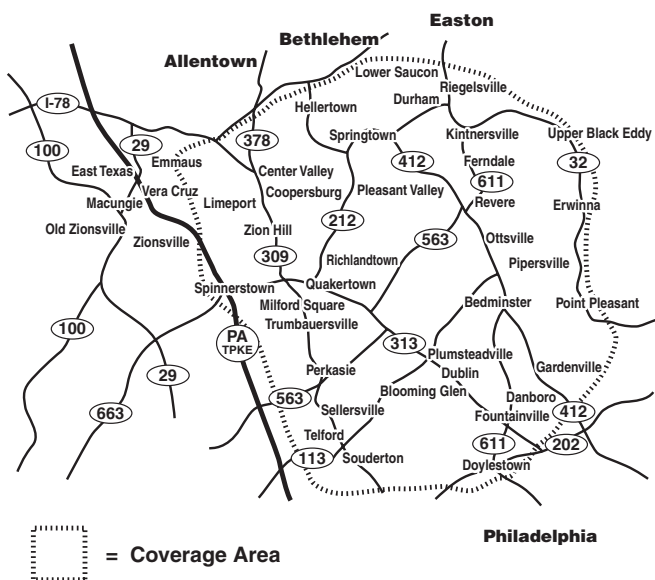 Easton
Bethlehem
Allentown
Lower Saucon
Riegelsville
I-78
Hellertown
Durham
100
29
378
Springtown
Kintnersville
Upper Black Eddy
Emmaus
412
32
East Texas
Center Valley
Ferndale
Vera Cruz
Coopersburg
Pleasant Valley
611
Macungie
Limeport
Revere
Erwinna
212
Old Zionsville
Zion Hill
563
Ottsville
Zionsville
309
Richlandtown
Pipersville
Spinnerstown
Quakertown
Milford Square
Bedminster
Point Pleasant
100
Trumbauersville
PA
TPKE
313
Plumsteadville
Perkasie
Dublin
Gardenville
29
563
Blooming Glen
Danboro
663
Sellersville
Fountainville
412
Telford
611
202
113
Souderton
Doylestown
Philadelphia
= Coverage Area